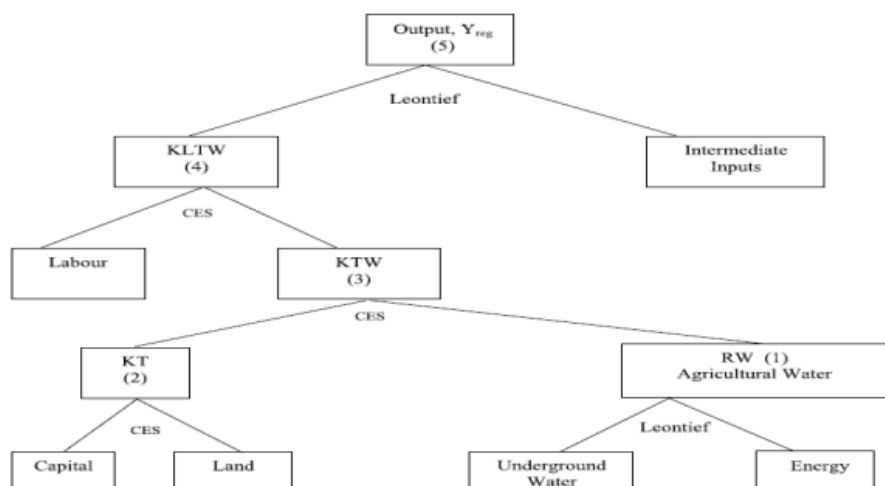 Output, Yreg
(5)
Leontief
KLTW
(4)
Intermediate
Inputs
CES
Labour
KTW
(3)
CES
KT
(2)
RW (1)
Agricultural Water
CES
Leontief
Capital
Land
Underground
Water
Energy